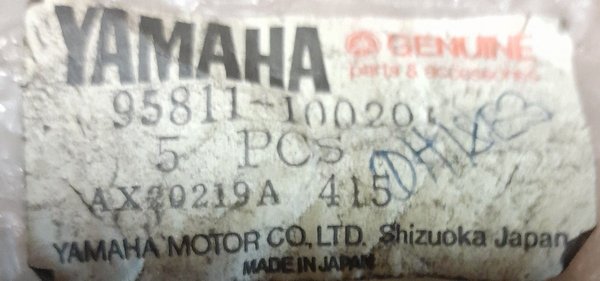 YAMAHA GENUINE
parts & accessories
95811-10020
5 PCS
AX20219A 415
YAMAHA MOTOR CO., LTD. Shizuoka Japan
MADE IN JAPAN